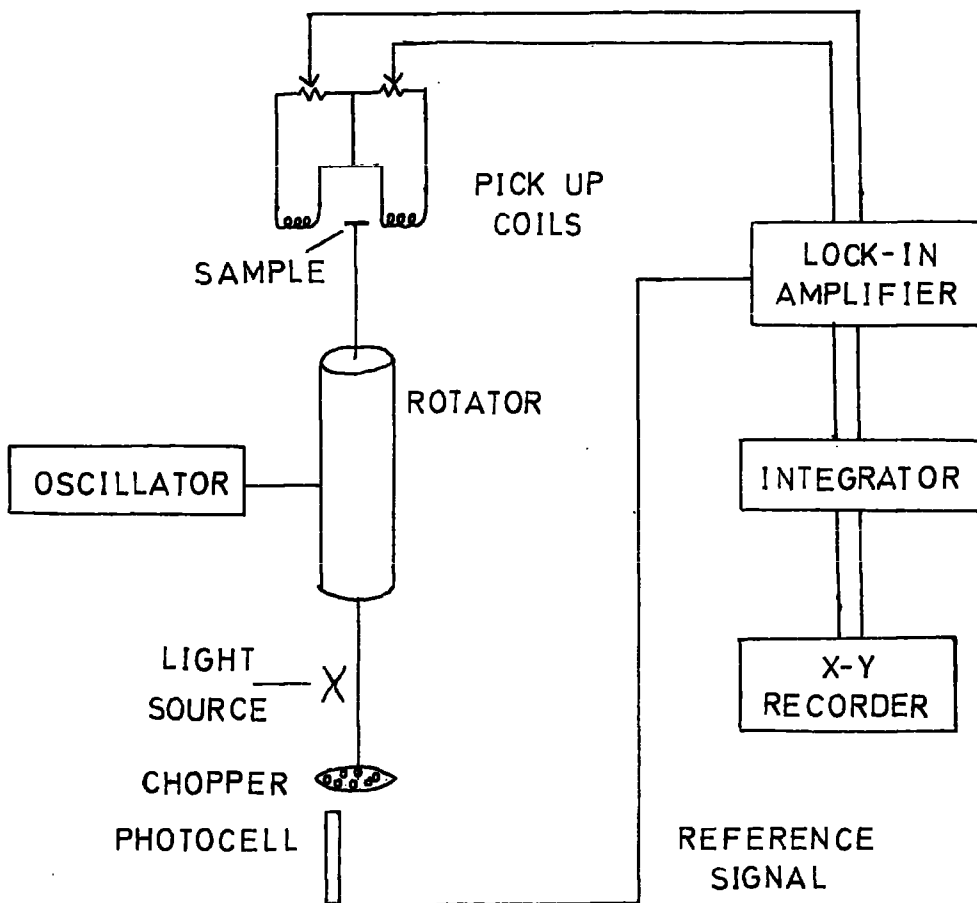 PICK UP
COILS
SAMPLE
LOCK-IN
AMPLIFIER
ROTATOR
OSCILLATOR
INTEGRATOR
LIGHT
SOURCE
X-Y
RECORDER
CHOPPER
PHOTOCELL
REFERENCE
SIGNAL